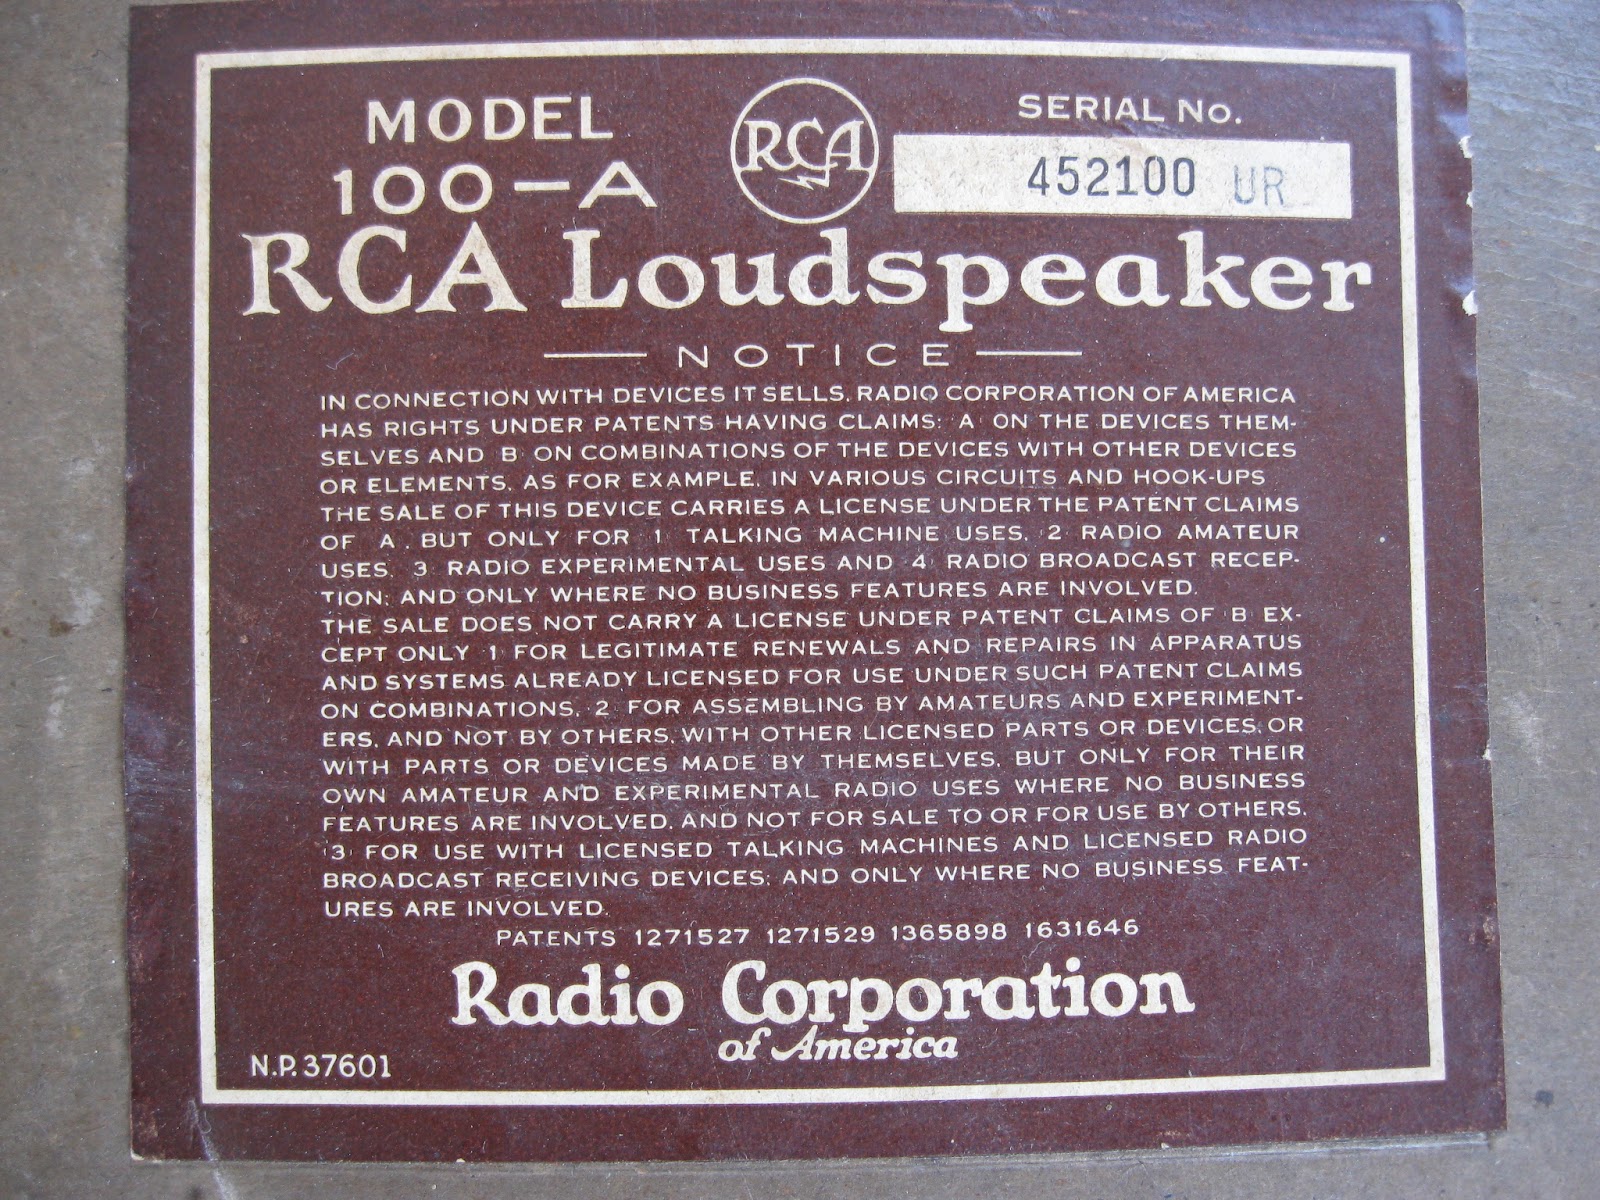 MODEL
100-A
RCA
SERIAL No.
452100 UR
RCA Loudspeaker
NOTICE
IN CONNECTION WITH DEVICES IT SELLS, RADIO CORPORATION OF AMERICA
HAS RIGHTS UNDER PATENTS HAVING CLAIMS: (A) ON THE DEVICES THEM-
SELVES AND (B) ON COMBINATIONS OF THE DEVICES WITH OTHER DEVICES
OR ELEMENTS, AS FOR EXAMPLE, IN VARIOUS CIRCUITS AND HOOK-UPS
THE SALE OF THIS DEVICE CARRIES A LICENSE UNDER THE PATENT CLAIMS
OF (A), BUT ONLY FOR (1) TALKING MACHINE USES, (2) RADIO AMATEUR
USES, (3) RADIO EXPERIMENTAL USES AND (4) RADIO BROADCAST RECEP-
TION; AND ONLY WHERE NO BUSINESS FEATURES ARE INVOLVED.
THE SALE DOES NOT CARRY A LICENSE UNDER PATENT CLAIMS OF (B) EX-
CEPT ONLY (1) FOR LEGITIMATE RENEWALS AND REPAIRS IN APPARATUS
AND SYSTEMS ALREADY LICENSED FOR USE UNDER SUCH PATENT CLAIMS
ON COMBINATIONS, (2) FOR ASSEMBLING BY AMATEURS AND EXPERIMENT-
ERS, AND NOT BY OTHERS, WITH OTHER LICENSED PARTS OR DEVICES, OR
WITH PARTS OR DEVICES MADE BY THEMSELVES, BUT ONLY FOR THEIR
OWN AMATEUR AND EXPERIMENTAL RADIO USES WHERE NO BUSINESS
FEATURES ARE INVOLVED, AND NOT FOR SALE TO OR FOR USE BY OTHERS,
(3) FOR USE WITH LICENSED TALKING MACHINES AND LICENSED RADIO
BROADCAST RECEIVING DEVICES; AND ONLY WHERE NO BUSINESS FEAT-
URES ARE INVOLVED.
PATENTS 1271527 1271529 1365898 1631646
Radio Corporation
of America
N.P. 37601